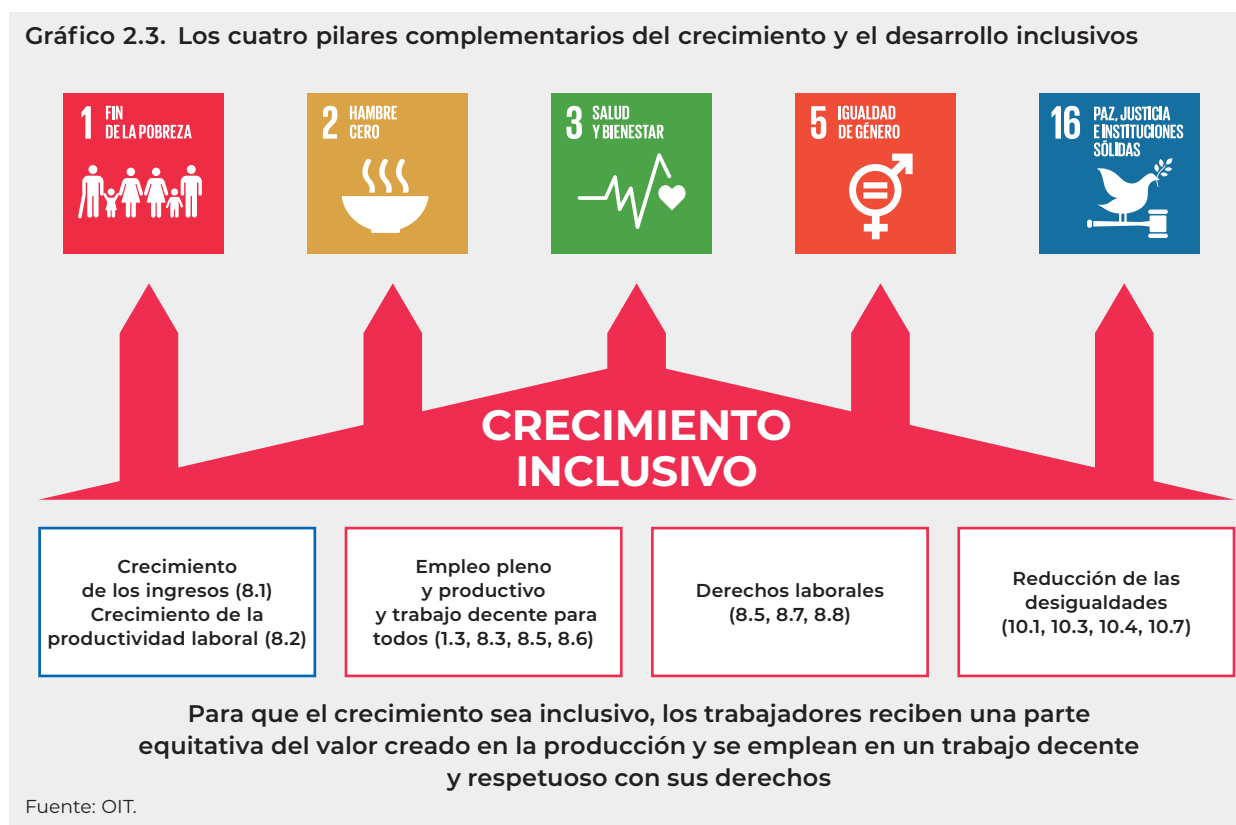 Gráfico 2.3. Los cuatro pilares complementarios del crecimiento y el desarrollo inclusivos
1 FIN
DE LA POBREZA
2 HAMBRE
CERO
3 SALUD
Y BIENESTAR
5 IGUALDAD
DE GÉNERO
16 PAZ, JUSTICIA
E INSTITUCIONES
SÓLIDAS
CRECIMIENTO
INCLUSIVO
Crecimiento
de los ingresos (8.1)
Crecimiento de la
productividad laboral (8.2)
Empleo pleno
y productivo
y trabajo decente para
todos (1.3, 8.3, 8.5, 8.6)
Derechos laborales
(8.5, 8.7, 8.8)
Reducción de las
desigualdades
(10.1, 10.3, 10.4, 10.7)
Para que el crecimiento sea inclusivo, los trabajadores reciben una parte
equitativa del valor creado en la producción y se emplean en un trabajo decente
y respetuoso con sus derechos
Fuente: OIT.